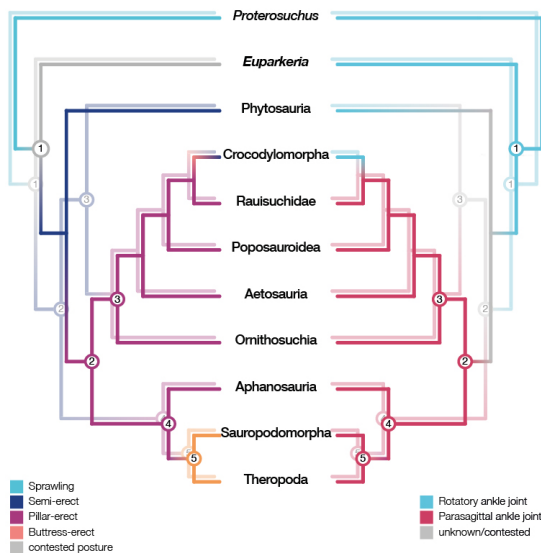 Proterosuchus
Euparkeria
Phytosauria
1
1
1
1
Crocodylomorpha
3
3
Rauisuchidae
Poposauroidea
Aetosauria
3
3
2
2
Ornithosuchia
2
2
Aphanosauria
4
4
Sauropodomorpha
5
5
Theropoda
Sprawling
Semi-erect
Pillar-erect
Buttress-erect
contested posture
Rotatory ankle joint
Parasagittal ankle joint
unknown/contested